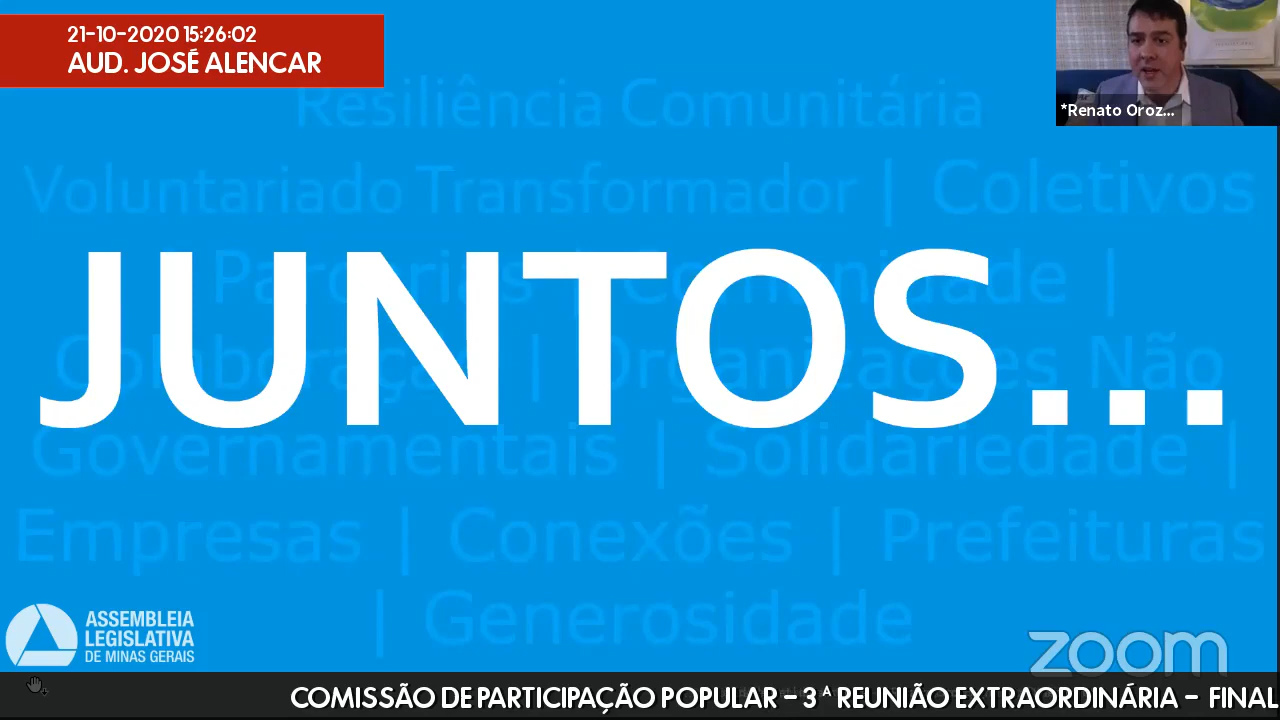 21-10-2020 15:26:02
AUD. JOSÉ ALENCAR
*Renato Oroz...
Resiliência Comunitária
Voluntariado Transformador | Coletivos
Parcerias | Comunidade |
JUNTOS...
Colaboração | Organizações Não
Governamentais | Solidariedade |
Empresas | Conexões | Prefeituras
| Generosidade
ASSEMBLEIA
LEGISLATIVA
DE MINAS GERAIS
zoom
COMISSÃO DE PARTICIPAÇÃO POPULAR - 3 ª REUNIÃO EXTRAORDINÁRIA - FINAL